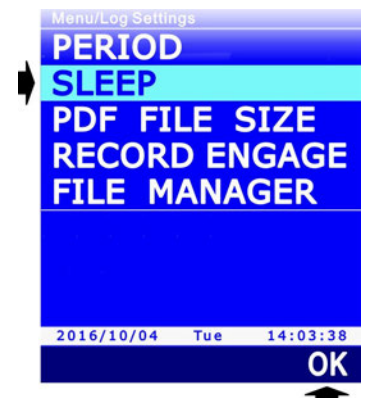 Menu/Log Settings
PERIOD
SLEEP
PDF FILE SIZE
RECORD ENGAGE
FILE MANAGER
2016/10/04 Tue 14:03:38
OK